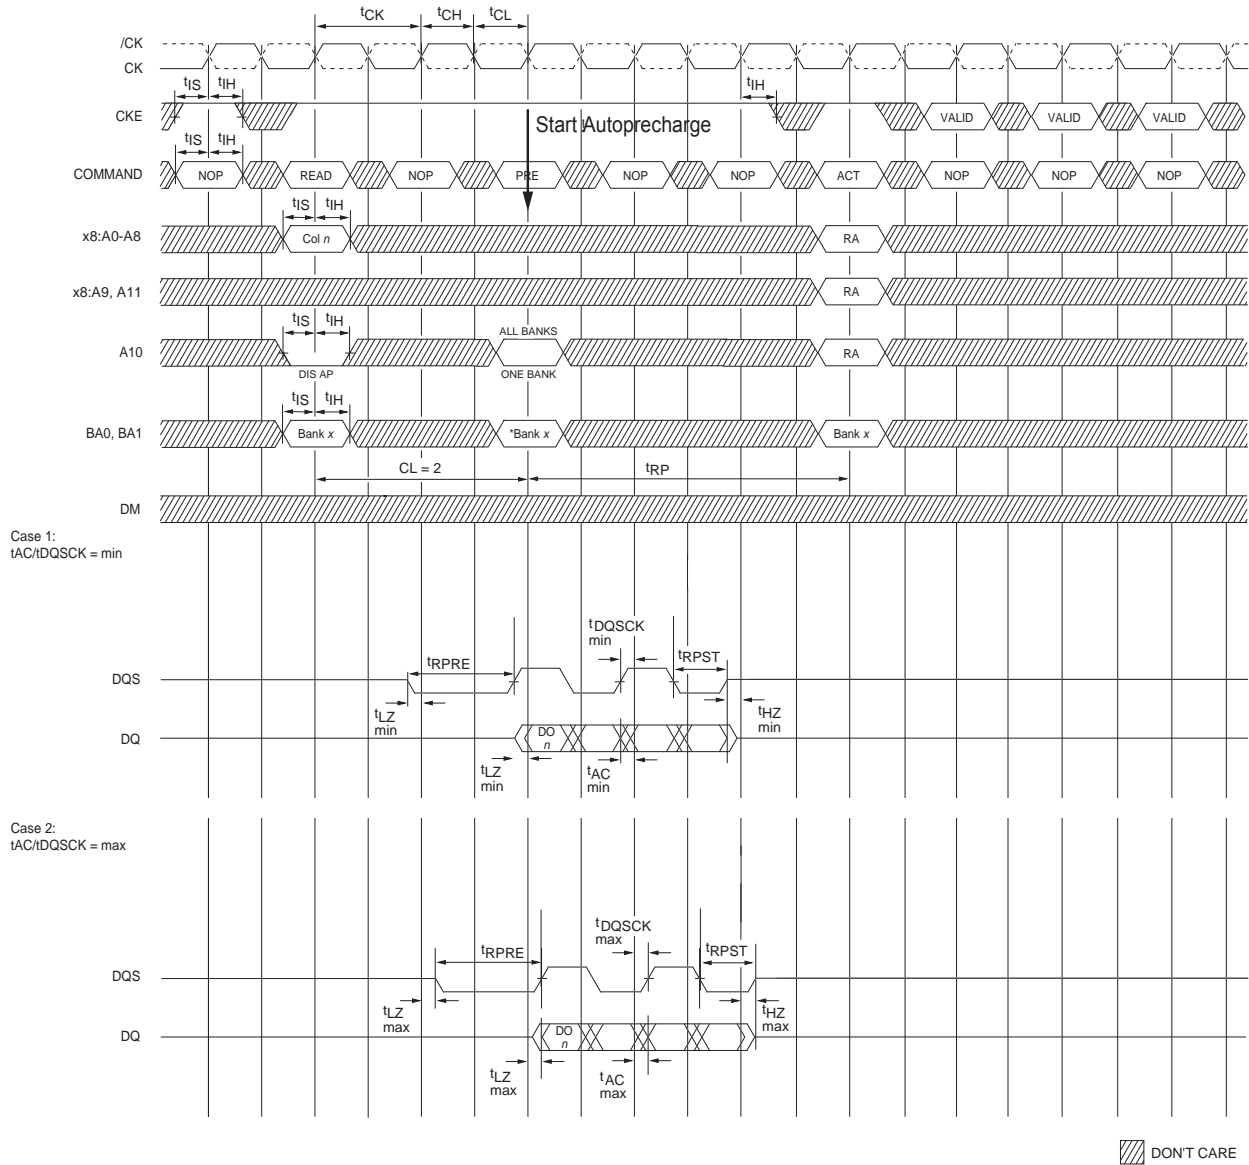 tCK tCH tCL
/CK
CK
tIS tIH tIH
CKE VALID VALID VALID
Start Autoprecharge
tIS tIH
COMMAND NOP READ NOP PRE NOP NOP ACT NOP NOP NOP
tIS tIH
x8:A0-A8 Col n RA
x8:A9, A11 RA
tIS tIH ALL BANKS
A10 RA
DIS AP ONE BANK
tIS tIH
BA0, BA1 Bank x *Bank x Bank x
CL = 2 tRP
DM
Case 1:
tAC/tDQSCK = min
tDQSCK
min
tRPRE tRPST
DQS
tLZ
min
tHZ
min
DQ DO
n
tLZ
min
tAC
min
Case 2:
tAC/tDQSCK = max
tDQSCK
max
tRPRE tRPST
DQS
tLZ
max
tHZ
max
DQ DO
n
tLZ
max
tAC
max
DON'T CARE